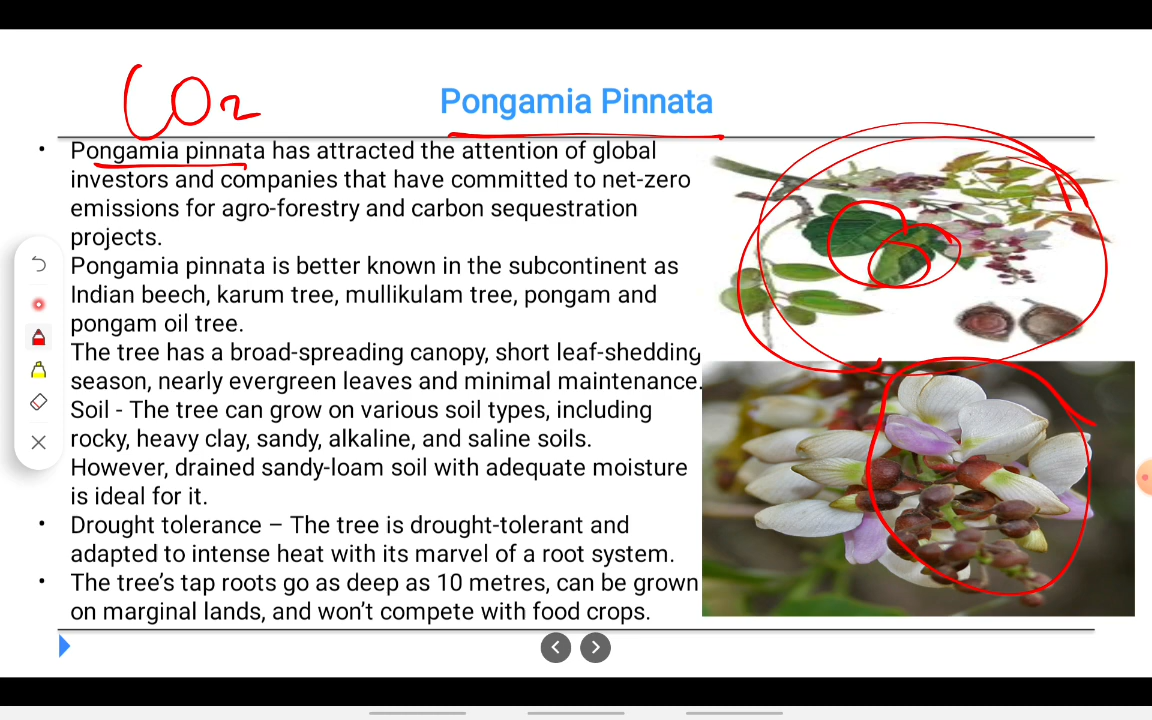 CO2
Pongamia Pinnata
• Pongamia pinnata has attracted the attention of global
investors and companies that have committed to net-zero
emissions for agro-forestry and carbon sequestration
projects.
Pongamia pinnata is better known in the subcontinent as
Indian beech, karum tree, mullikulam tree, pongam and
pongam oil tree.
The tree has a broad-spreading canopy, short leaf-shedding
season, nearly evergreen leaves and minimal maintenance.
Soil - The tree can grow on various soil types, including
rocky, heavy clay, sandy, alkaline, and saline soils.
However, drained sandy-loam soil with adequate moisture
is ideal for it.
• Drought tolerance – The tree is drought-tolerant and
adapted to intense heat with its marvel of a root system.
• The tree’s tap roots go as deep as 10 metres, can be grown
on marginal lands, and won’t compete with food crops.